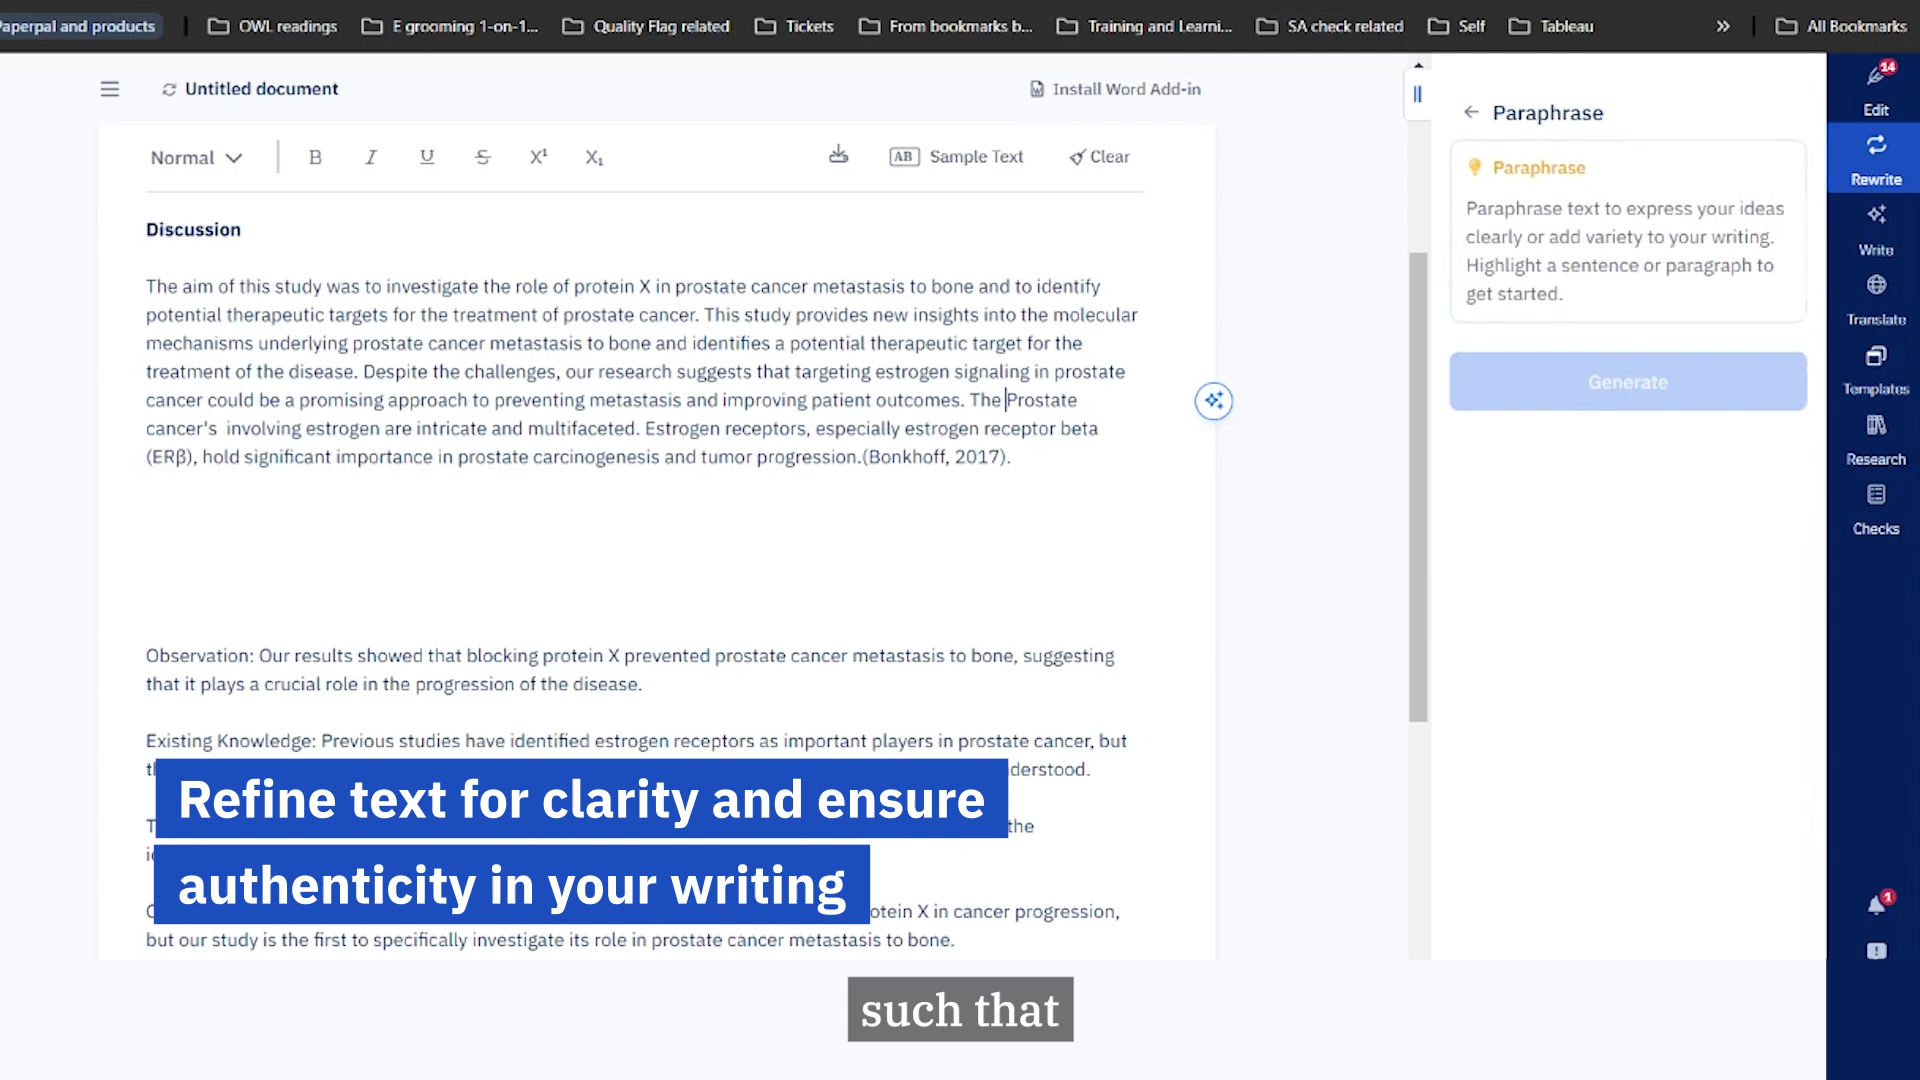 Paperpal and products
OWL readings
E grooming 1-on-1...
Quality Flag related
Tickets
From bookmarks b...
Training and Learni...
SA check related
Self
Tableau
All Bookmarks
Untitled document
Install Word Add-in
Normal
B I U S X¹ X₁
AB Sample Text
Clear
Discussion
The aim of this study was to investigate the role of protein X in prostate cancer metastasis to bone and to identify
potential therapeutic targets for the treatment of prostate cancer. This study provides new insights into the molecular
mechanisms underlying prostate cancer metastasis to bone and identifies a potential therapeutic target for the
treatment of the disease. Despite the challenges, our research suggests that targeting estrogen signaling in prostate
cancer could be a promising approach to preventing metastasis and improving patient outcomes. The Prostate
cancer's involving estrogen are intricate and multifaceted. Estrogen receptors, especially estrogen receptor beta
(ERβ), hold significant importance in prostate carcinogenesis and tumor progression.(Bonkhoff, 2017).
Observation: Our results showed that blocking protein X prevented prostate cancer metastasis to bone, suggesting
that it plays a crucial role in the progression of the disease.
Existing Knowledge: Previous studies have identified estrogen receptors as important players in prostate cancer, but
the
in cancer progression,
but our study is the first to specifically investigate its role in prostate cancer metastasis to bone.
Refine text for clarity and ensure
authenticity in your writing
such that
Paraphrase
Paraphrase
Paraphrase text to express your ideas
clearly or add variety to your writing.
Highlight a sentence or paragraph to
get started.
Generate
14
Edit
Rewrite
Write
Translate
Templates
Research
Checks
1